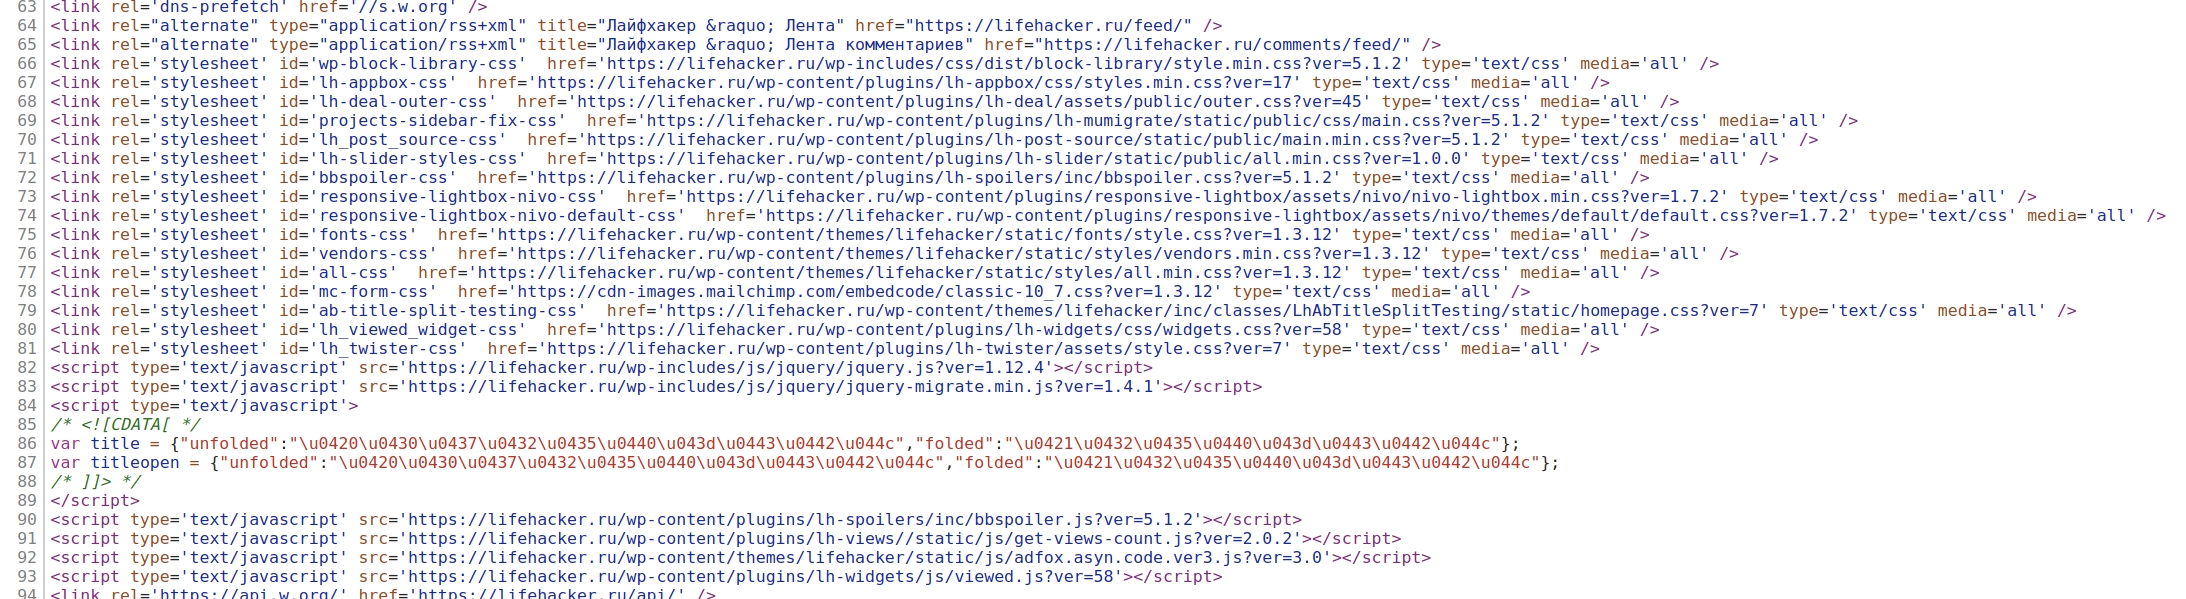 63 <link rel='dns-prefetch' href='//s.w.org' />
64 <link rel="alternate" type="application/rss+xml" title="Лайфхакер &raquo; Лента" href="https://lifehacker.ru/feed/" />
65 <link rel="alternate" type="application/rss+xml" title="Лайфхакер &raquo; Лента комментариев" href="https://lifehacker.ru/comments/feed/" />
66 <link rel='stylesheet' id='wp-block-library-css'  href='https://lifehacker.ru/wp-includes/css/dist/block-library/style.min.css?ver=5.1.2' type='text/css' media='all' />
67 <link rel='stylesheet' id='lh-appbox-css'  href='https://lifehacker.ru/wp-content/plugins/lh-appbox/css/styles.min.css?ver=17' type='text/css' media='all' />
68 <link rel='stylesheet' id='lh-deal-outer-css'  href='https://lifehacker.ru/wp-content/plugins/lh-deal/assets/public/outer.css?ver=45' type='text/css' media='all' />
69 <link rel='stylesheet' id='projects-sidebar-fix-css'  href='https://lifehacker.ru/wp-content/plugins/lh-mumigrate/static/public/css/main.css?ver=5.1.2' type='text/css' media='all' />
70 <link rel='stylesheet' id='lh_post_source-css'  href='https://lifehacker.ru/wp-content/plugins/lh-post-source/static/public/main.min.css?ver=5.1.2' type='text/css' media='all' />
71 <link rel='stylesheet' id='lh-slider-styles-css'  href='https://lifehacker.ru/wp-content/plugins/lh-slider/static/public/all.min.css?ver=1.0.0' type='text/css' media='all' />
72 <link rel='stylesheet' id='bbspoiler-css'  href='https://lifehacker.ru/wp-content/plugins/lh-spoilers/inc/bbspoiler.css?ver=5.1.2' type='text/css' media='all' />
73 <link rel='stylesheet' id='responsive-lightbox-nivo-css'  href='https://lifehacker.ru/wp-content/plugins/responsive-lightbox/assets/nivo/nivo-lightbox.min.css?ver=1.7.2' type='text/css' media='all' />
74 <link rel='stylesheet' id='responsive-lightbox-nivo-default-css'  href='https://lifehacker.ru/wp-content/plugins/responsive-lightbox/assets/nivo/themes/default/default.css?ver=1.7.2' type='text/css' media='all' />
75 <link rel='stylesheet' id='fonts-css'  href='https://lifehacker.ru/wp-content/themes/lifehacker/static/fonts/style.css?ver=1.3.12' type='text/css' media='all' />
76 <link rel='stylesheet' id='vendors-css'  href='https://lifehacker.ru/wp-content/themes/lifehacker/static/styles/vendors.min.css?ver=1.3.12' type='text/css' media='all' />
77 <link rel='stylesheet' id='all-css'  href='https://lifehacker.ru/wp-content/themes/lifehacker/static/styles/all.min.css?ver=1.3.12' type='text/css' media='all' />
78 <link rel='stylesheet' id='mc-form-css'  href='https://cdn-images.mailchimp.com/embedcode/classic-10_7.css?ver=1.3.12' type='text/css' media='all' />
79 <link rel='stylesheet' id='ab-title-split-testing-css'  href='https://lifehacker.ru/wp-content/themes/lifehacker/inc/classes/LhAbTitleSplitTesting/static/homepage.css?ver=7' type='text/css' media='all' />
80 <link rel='stylesheet' id='lh_viewed_widget-css'  href='https://lifehacker.ru/wp-content/plugins/lh-widgets/css/widgets.css?ver=58' type='text/css' media='all' />
81 <link rel='stylesheet' id='lh_twister-css'  href='https://lifehacker.ru/wp-content/plugins/lh-twister/assets/style.css?ver=7' type='text/css' media='all' />
82 <script type='text/javascript' src='https://lifehacker.ru/wp-includes/js/jquery/jquery.js?ver=1.12.4'></script>
83 <script type='text/javascript' src='https://lifehacker.ru/wp-includes/js/jquery/jquery-migrate.min.js?ver=1.4.1'></script>
84 <script type='text/javascript'>
85 /* <![CDATA[ */
86 var title = {"unfolded":"\u0420\u0430\u0437\u0432\u0435\u0440\u043d\u0443\u0442\u044c","folded":"\u0421\u0432\u0435\u0440\u043d\u0443\u0442\u044c"};
87 var titleopen = {"unfolded":"\u0420\u0430\u0437\u0432\u0435\u0440\u043d\u0443\u0442\u044c","folded":"\u0421\u0432\u0435\u0440\u043d\u0443\u0442\u044c"};
88 /* ]]> */
89 </script>
90 <script type='text/javascript' src='https://lifehacker.ru/wp-content/plugins/lh-spoilers/inc/bbspoiler.js?ver=5.1.2'></script>
91 <script type='text/javascript' src='https://lifehacker.ru/wp-content/plugins/lh-views//static/js/get-views-count.js?ver=2.0.2'></script>
92 <script type='text/javascript' src='https://lifehacker.ru/wp-content/themes/lifehacker/static/js/adfox.asyn.code.ver3.js?ver=3.0'></script>
93 <script type='text/javascript' src='https://lifehacker.ru/wp-content/plugins/lh-widgets/js/viewed.js?ver=58'></script>
94 <link rel='https://api.w.org/' href='https://lifehacker.ru/api/' />